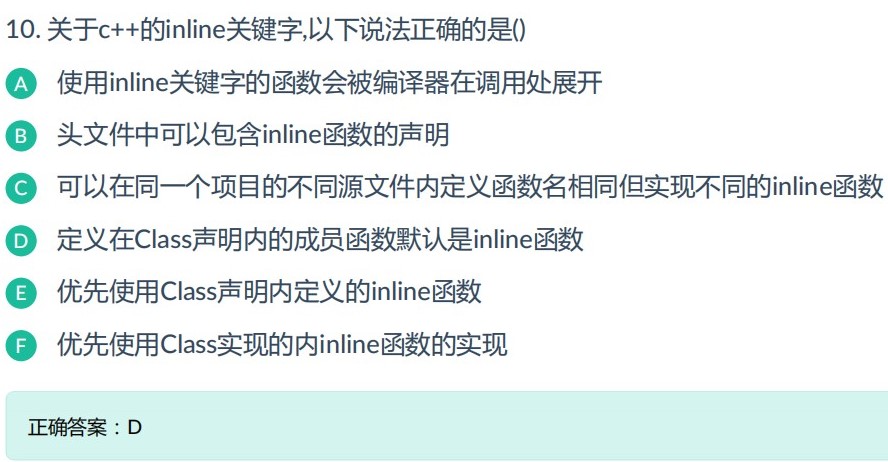 10. 关于c++的inline关键字,以下说法正确的是()
A 使用inline关键字的函数会被编译器在调用处展开
B 头文件中可以包含inline函数的声明
C 可以在同一个项目的不同源文件内定义函数名相同但实现不同的inline函数
D 定义在Class声明内的成员函数默认是inline函数
E 优先使用Class声明内定义的inline函数
F 优先使用Class实现的内inline函数的实现
正确答案：D